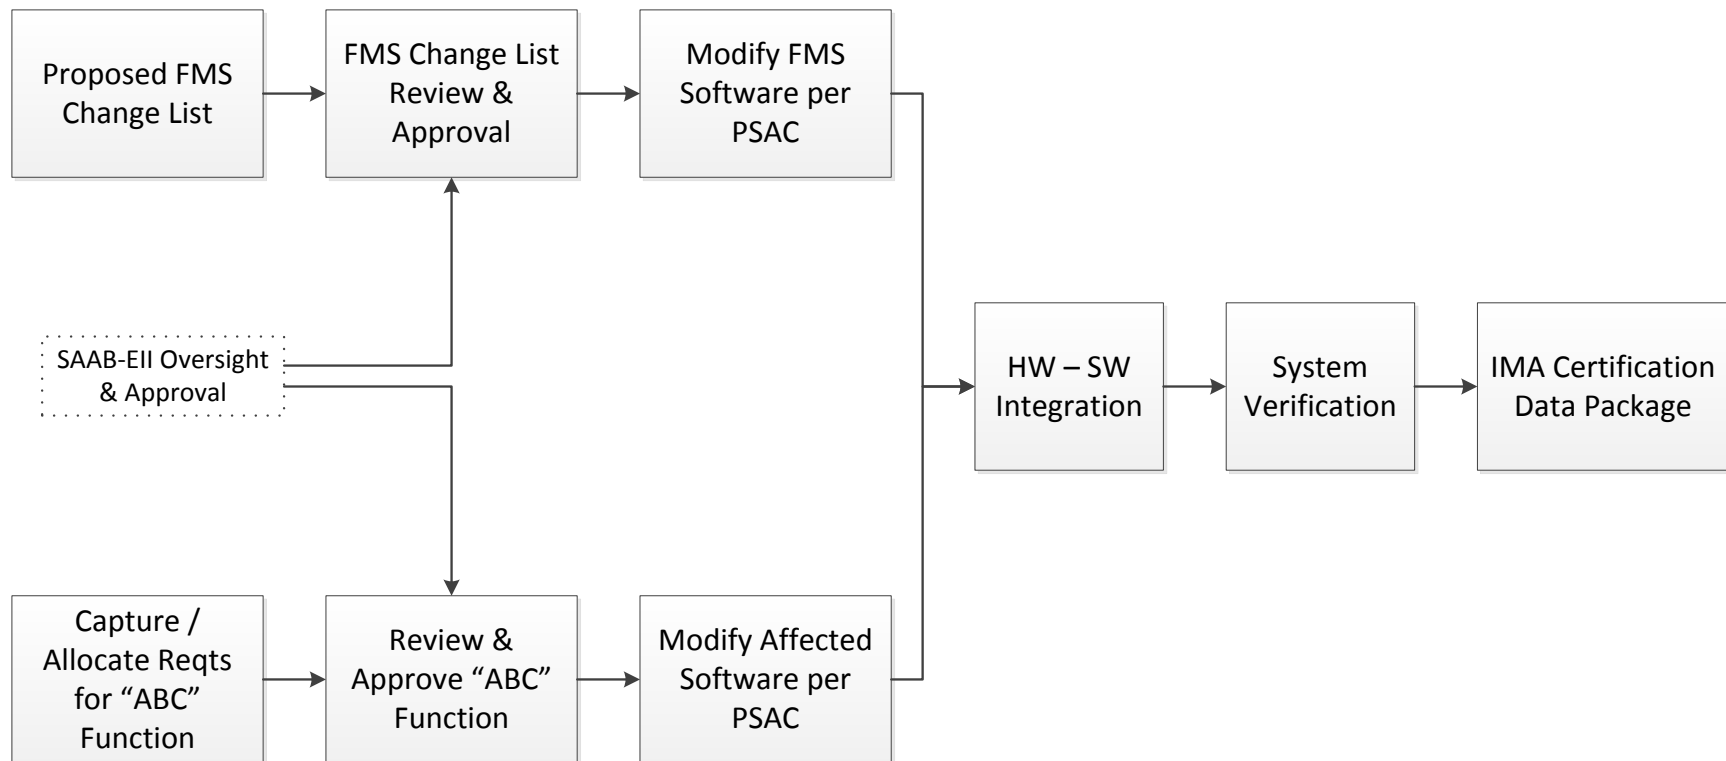 Proposed FMS
Change List
FMS Change List
Review &
Approval
Modify FMS
Software per
PSAC
SAAB-EII Oversight
& Approval
HW – SW
Integration
System
Verification
IMA Certification
Data Package
Capture /
Allocate Reqts
for “ABC”
Function
Review &
Approve “ABC”
Function
Modify Affected
Software per
PSAC